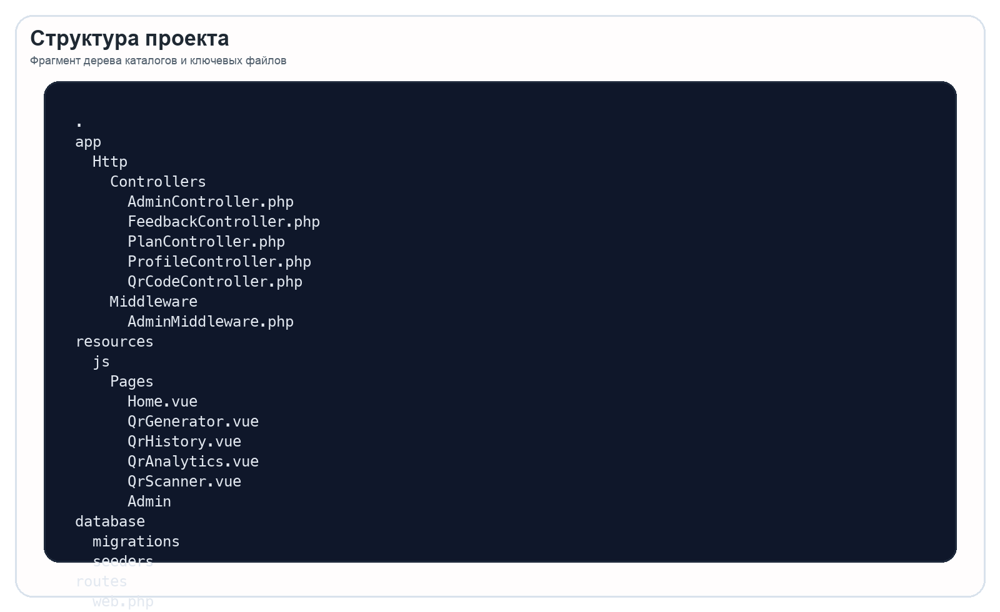 Структура проекта
Фрагмент дерева каталогов и ключевых файлов
.
app
Http
Controllers
AdminController.php
FeedbackController.php
PlanController.php
ProfileController.php
QrCodeController.php
Middleware
AdminMiddleware.php
resources
js
Pages
Home.vue
QrGenerator.vue
QrHistory.vue
QrAnalytics.vue
QrScanner.vue
Admin
database
migrations
seeders
routes
web.php